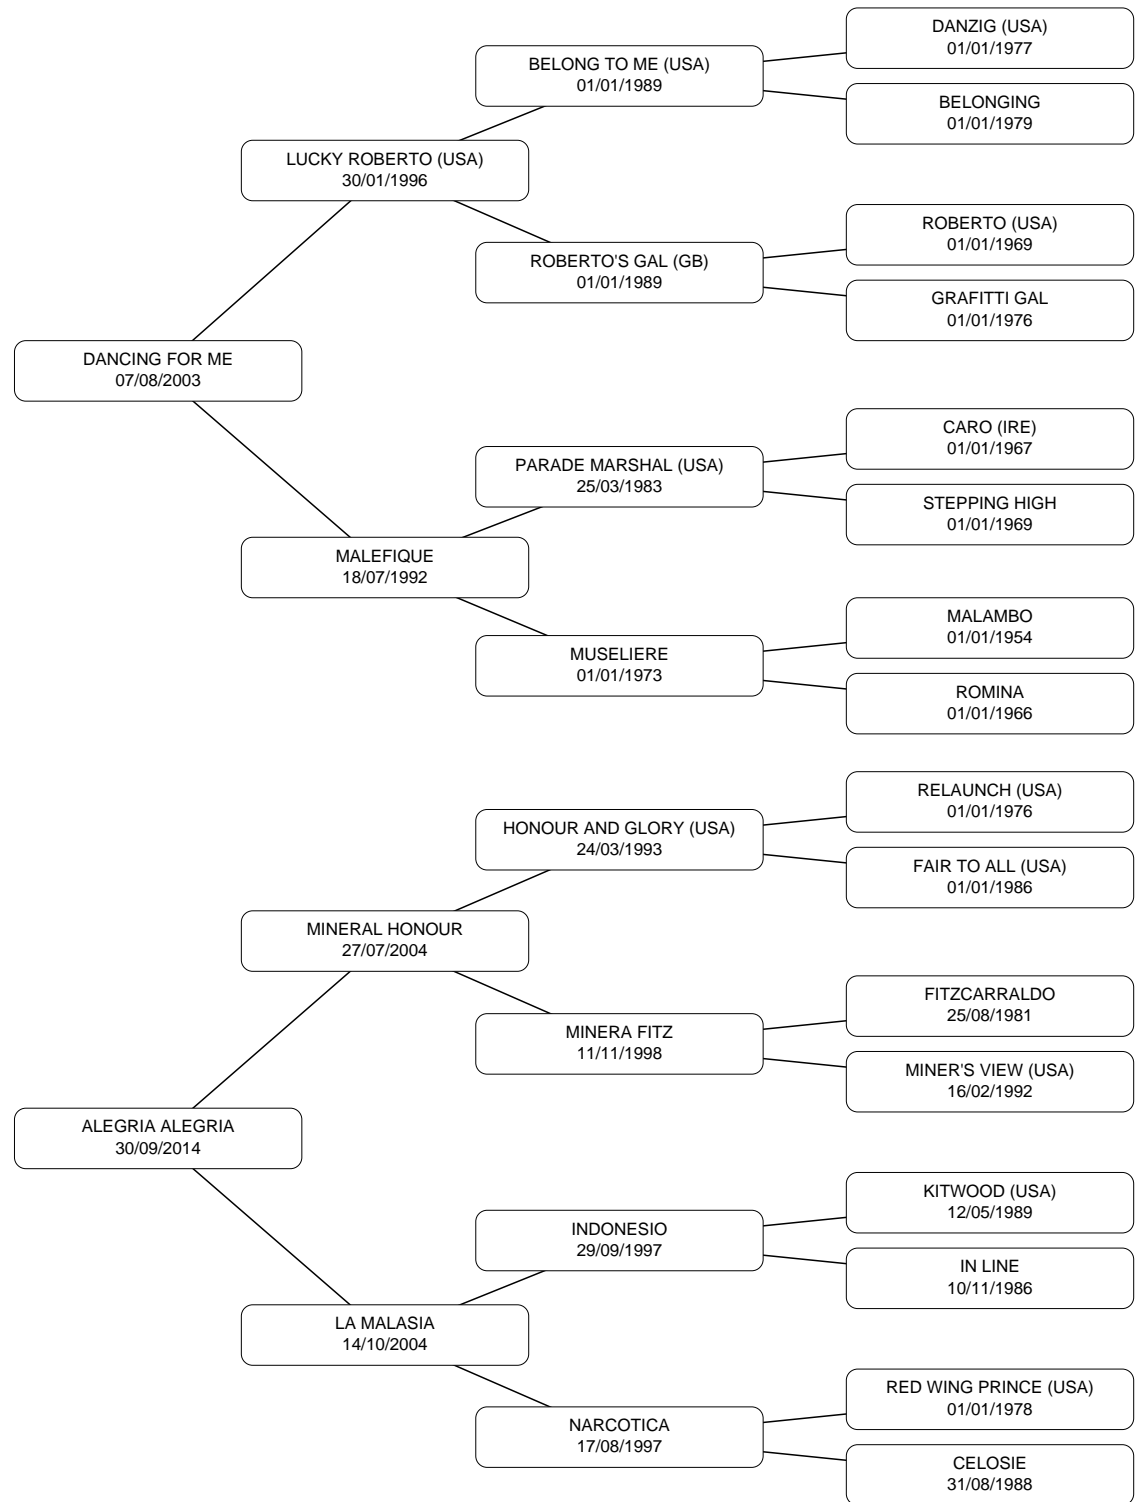 DANZIG (USA)
01/01/1977
BELONG TO ME (USA)
01/01/1989
BELONGING
01/01/1979
LUCKY ROBERTO (USA)
30/01/1996
ROBERTO (USA)
01/01/1969
ROBERTO'S GAL (GB)
01/01/1989
GRAFITTI GAL
01/01/1976
DANCING FOR ME
07/08/2003
CARO (IRE)
01/01/1967
PARADE MARSHAL (USA)
25/03/1983
STEPPING HIGH
01/01/1969
MALEFIQUE
18/07/1992
MALAMBO
01/01/1954
MUSELIERE
01/01/1973
ROMINA
01/01/1966
RELAUNCH (USA)
01/01/1976
HONOUR AND GLORY (USA)
24/03/1993
FAIR TO ALL (USA)
01/01/1986
MINERAL HONOUR
27/07/2004
FITZCARRALDO
25/08/1981
MINERA FITZ
11/11/1998
MINER'S VIEW (USA)
16/02/1992
ALEGRIA ALEGRIA
30/09/2014
KITWOOD (USA)
12/05/1989
INDONESIO
29/09/1997
IN LINE
10/11/1986
LA MALASIA
14/10/2004
RED WING PRINCE (USA)
01/01/1978
NARCOTICA
17/08/1997
CELOSIE
31/08/1988